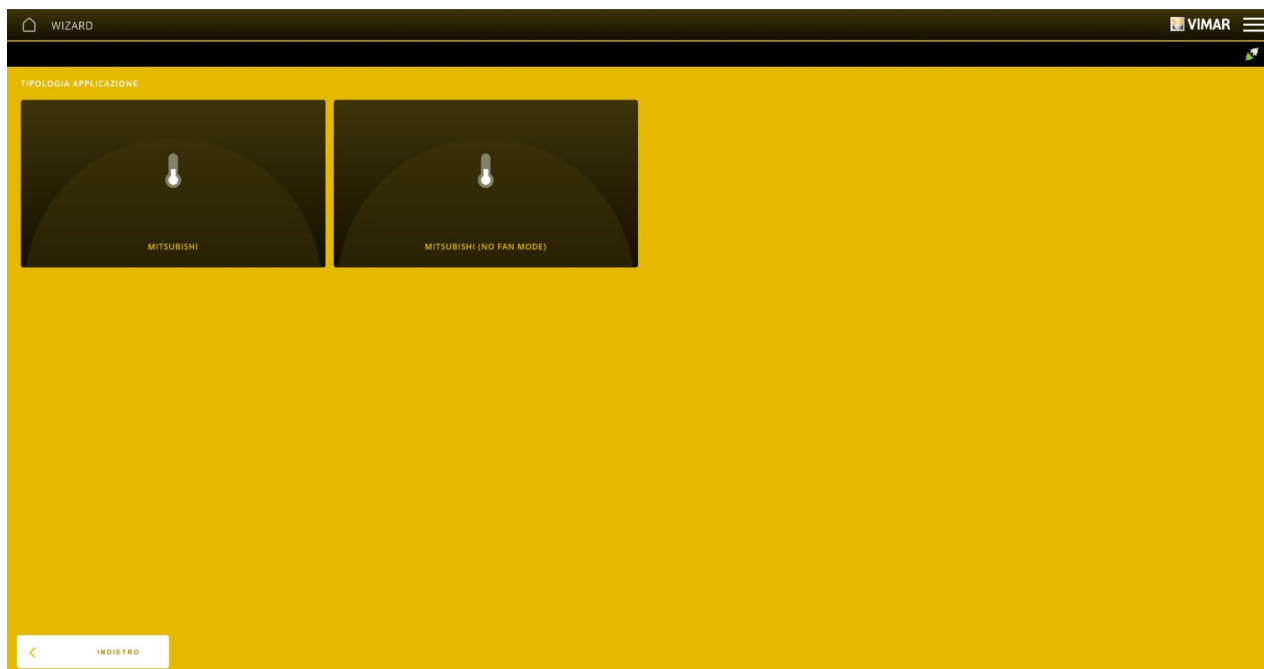 WIZARD
VIMAR
TIPOLOGIA APPLICAZIONE
MITSUBISHI
MITSUBISHI (NO FAN MODE)
INDIETRO